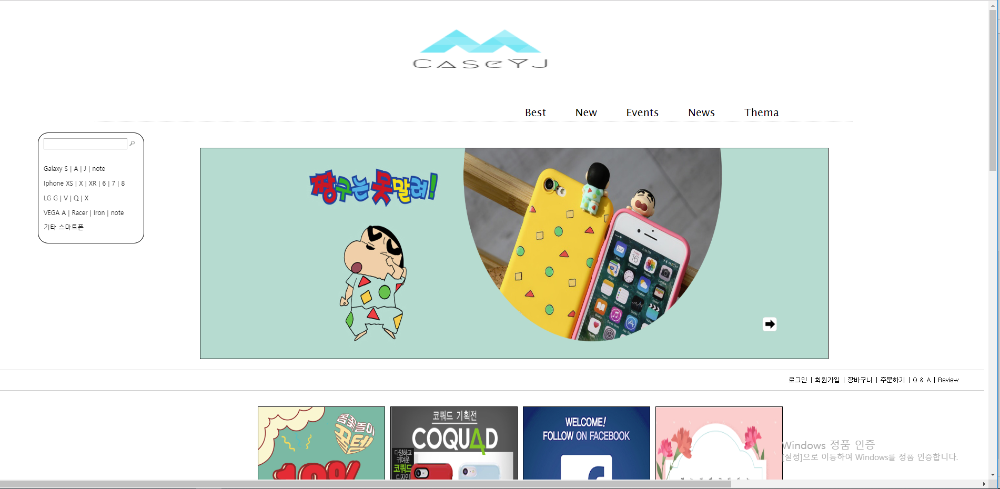 CASEYJ
Best New Events News Thema
Galaxy S | A | J | note
Iphone XS | X | XR | 6 | 7 | 8
LG G | V | Q | X
VEGA A | Racer | Iron | note
기타 스마트폰
짱구는 못말려!
로그인 | 회원가입 | 장바구니 | 주문하기 | Q & A | Review
봄꽃놀이
꿀템
10%
코쿼드 기획전
COQUAD
다양하고
귀여운
코쿼드
디자인
WELCOME!
FOLLOW ON FACEBOOK
Windows 정품 인증
[설정]으로 이동하여 Windows를 정품 인증합니다.